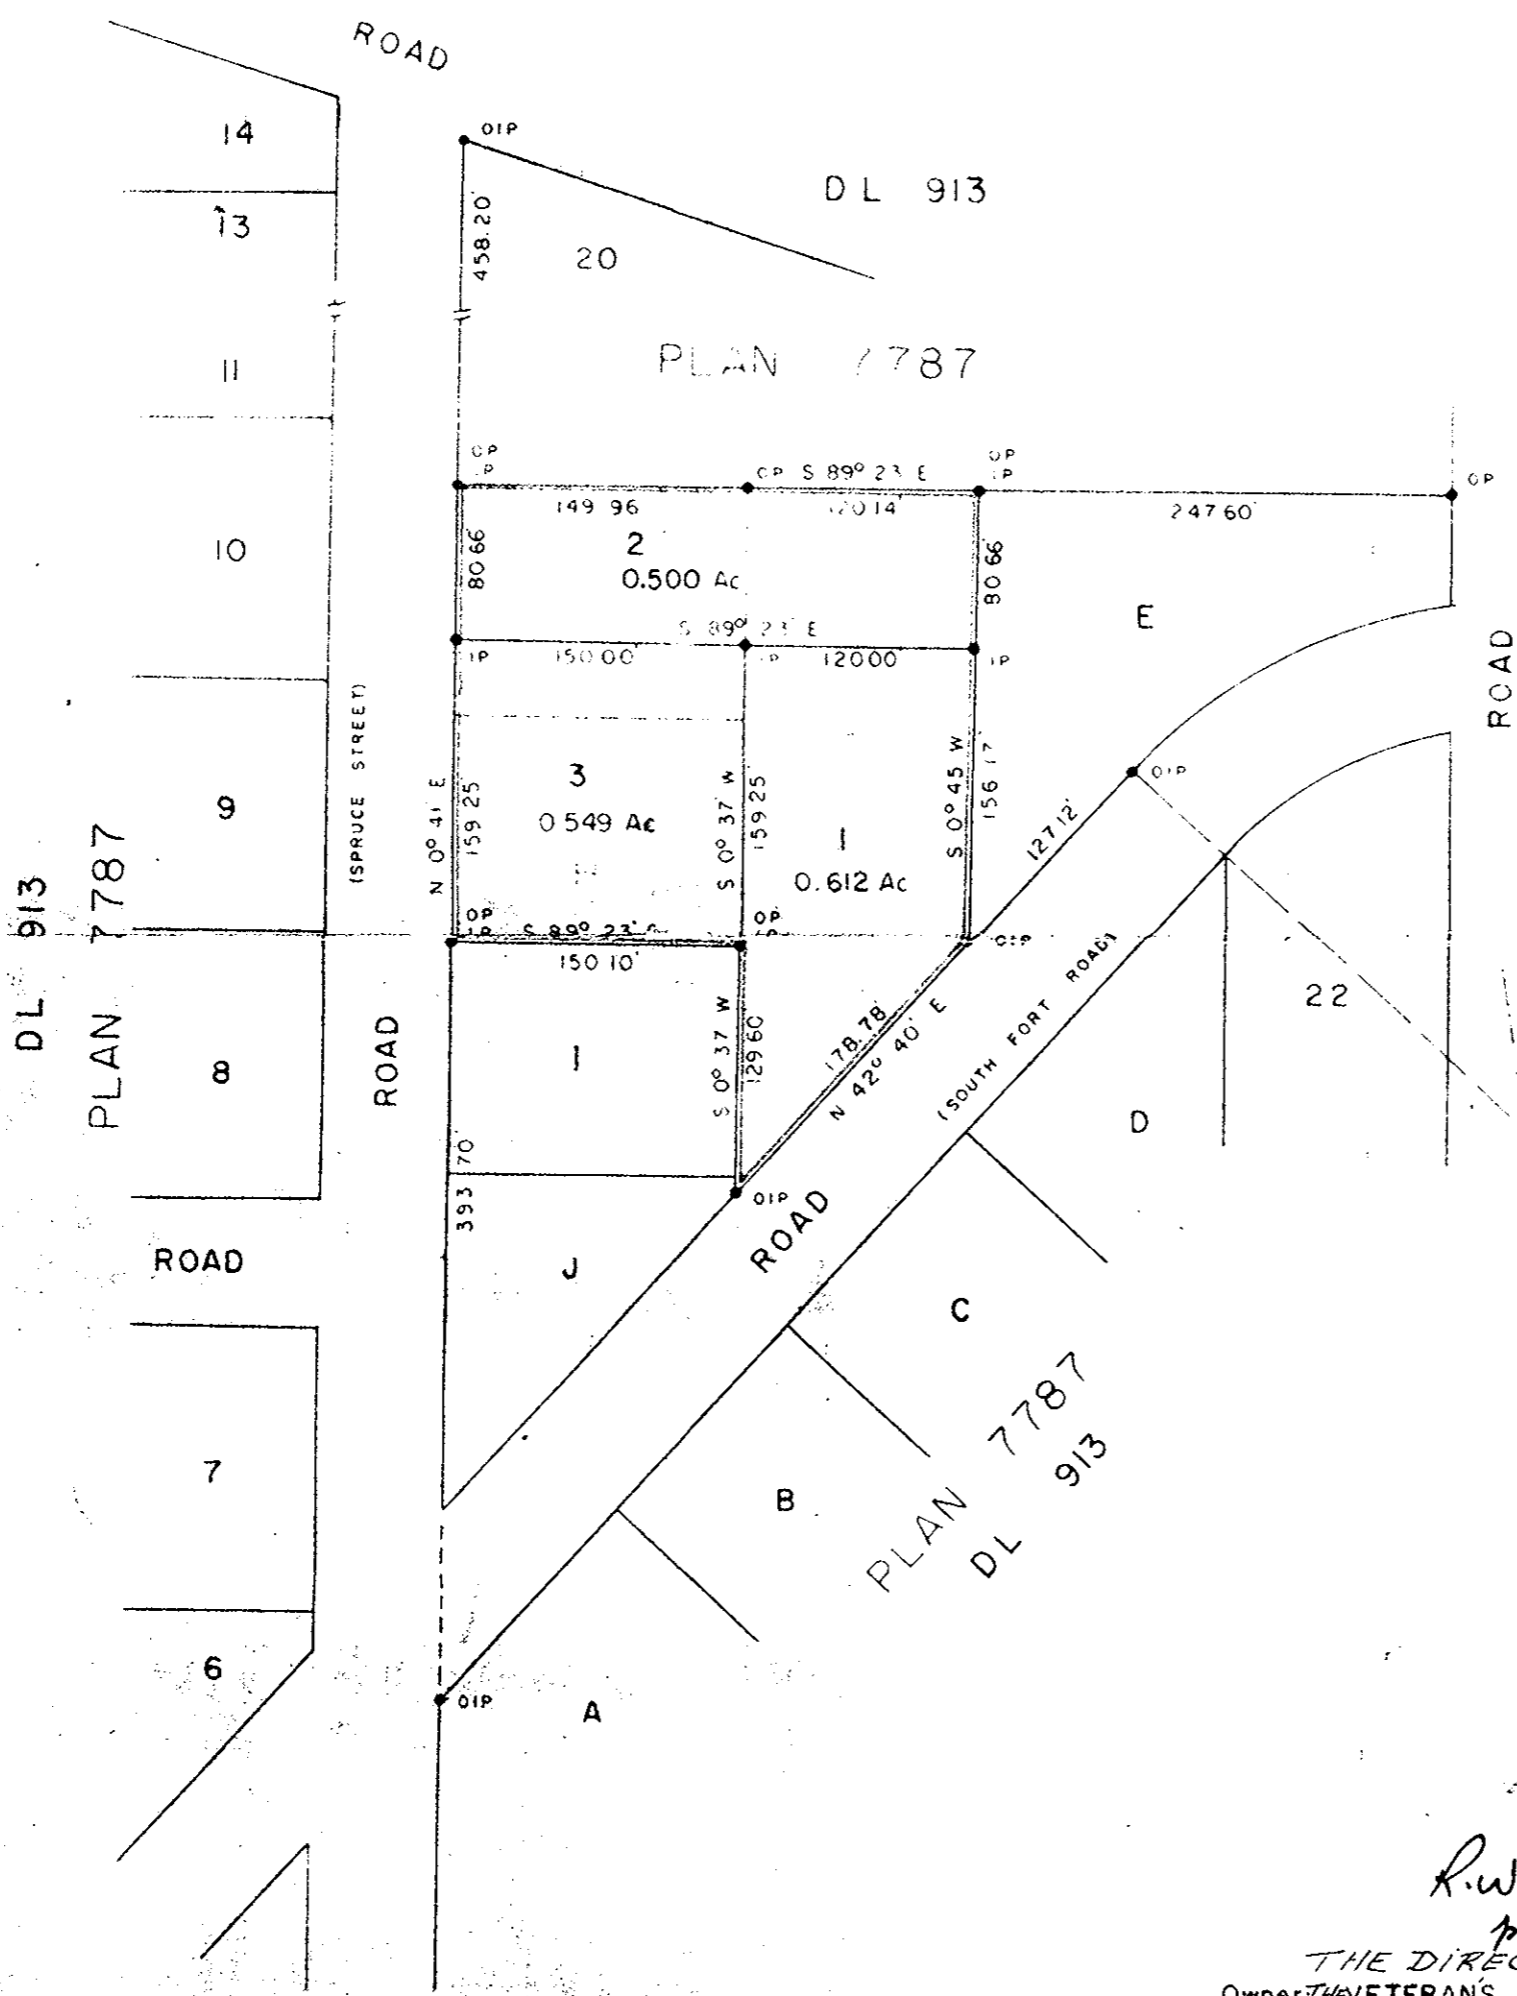 ROAD
14
OIP
DL 913
13
458.20'
20
11
PLAN 7787
OP
IP
OP S 89° 23' E
OP
IP
OP
149 96
120 14'
247 60'
10
80 66'
2
0.500 Ac
80 66'
E
S 89° 23' E
IP
150 00'
IP
120 00'
IP
ROAD
(SPRUCE STREET)
N 0° 41' E
159 25'
3
0 549 Ac
S 0° 37' W
159 25'
1
0.612 Ac
S 0° 45' W
156 17'
127 12'
OIP
9
DL 913
PLAN 7787
OP
IP
S 89° 23'
OP
OIP
150 10'
8
ROAD
1
S 0° 37' W
129 60'
178.78'
N 42° 40' E
(SOUTH FORT ROAD)
22
D
393 70'
OIP
ROAD
ROAD
J
C
7
B
PLAN 7787
DL 913
6
OIP
A
R.W
THE DIREC
Owner THE VETERAN'S